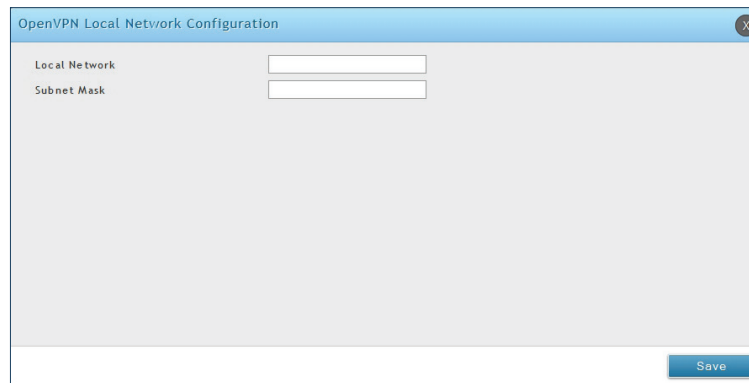 OpenVPN Local Network Configuration
X
Local Network
Subnet Mask
Save